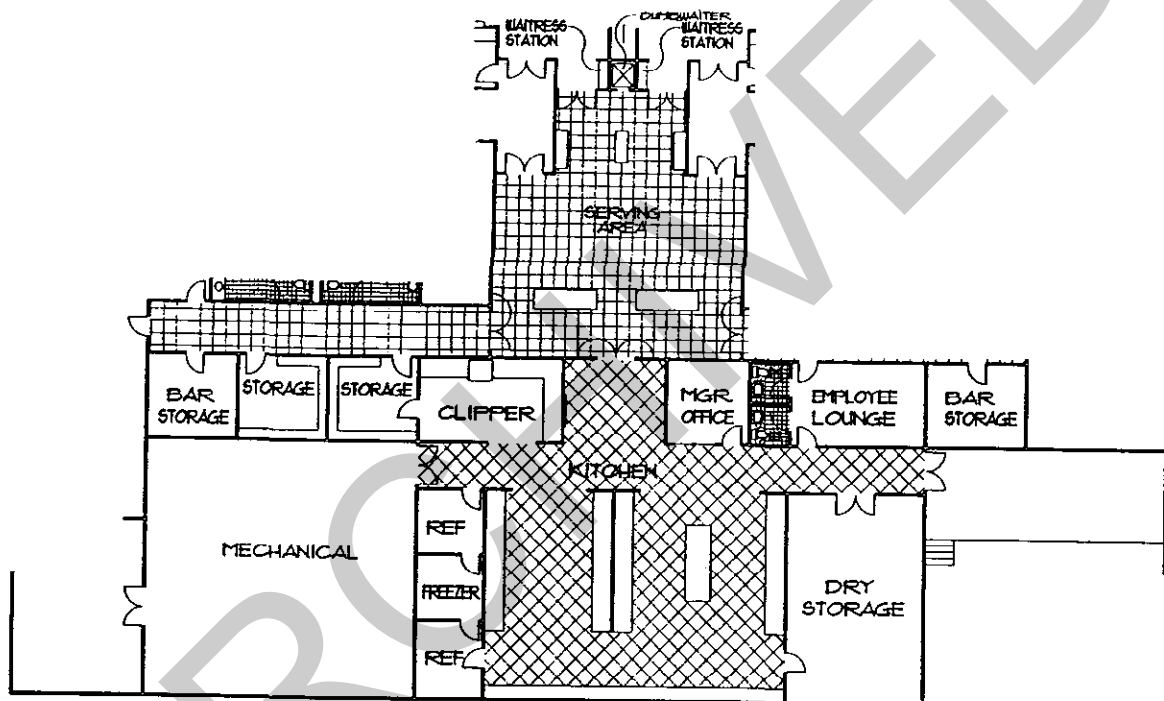 DUMBWAITER
WAITRESS
STATION
WAITRESS
STATION
SERVING
AREA
BAR
STORAGE
STORAGE
STORAGE
CLIPPER
MGR.
OFFICE
EMPLOYEE
LOUNGE
BAR
STORAGE
KITCHEN
REF
MECHANICAL
FREEZER
DRY
STORAGE
REF
RCHIVED